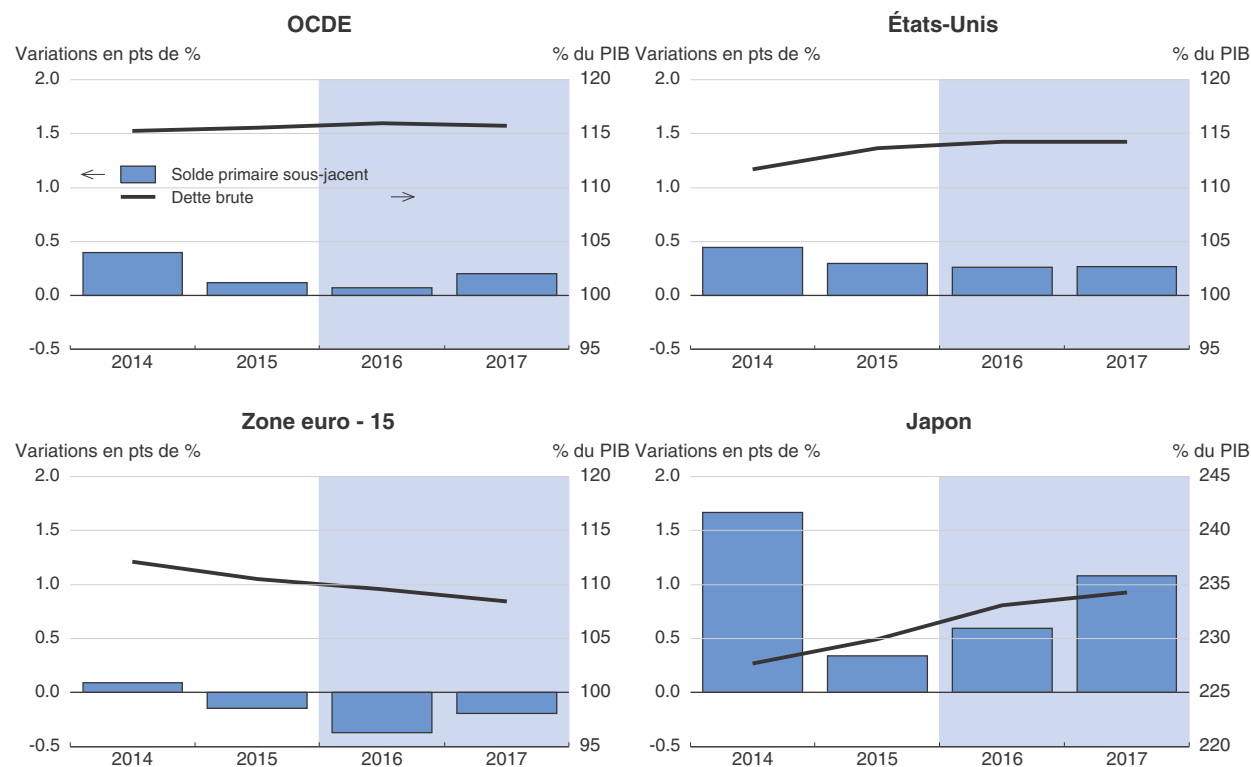 OCDE
Variations en pts de %
% du PIB
2.0
1.5
1.0
0.5
0.0
-0.5
120
115
110
105
100
95
← Solde primaire sous-jacent
Dette brute →
2014 2015 2016 2017
États-Unis
Variations en pts de %
% du PIB
2.0
1.5
1.0
0.5
0.0
-0.5
120
115
110
105
100
95
2014 2015 2016 2017
Zone euro - 15
Variations en pts de %
% du PIB
2.0
1.5
1.0
0.5
0.0
-0.5
120
115
110
105
100
95
2014 2015 2016 2017
Japon
Variations en pts de %
% du PIB
2.0
1.5
1.0
0.5
0.0
-0.5
245
240
235
230
225
220
2014 2015 2016 2017